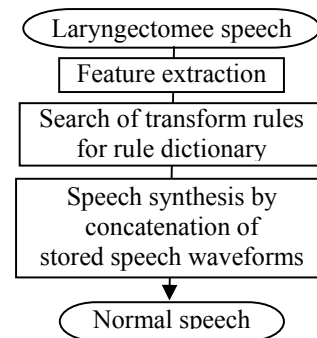 Laryngectomee speech
Feature extraction
Search of transform rules
for rule dictionary
Speech synthesis by
concatenation of
stored speech waveforms
Normal speech